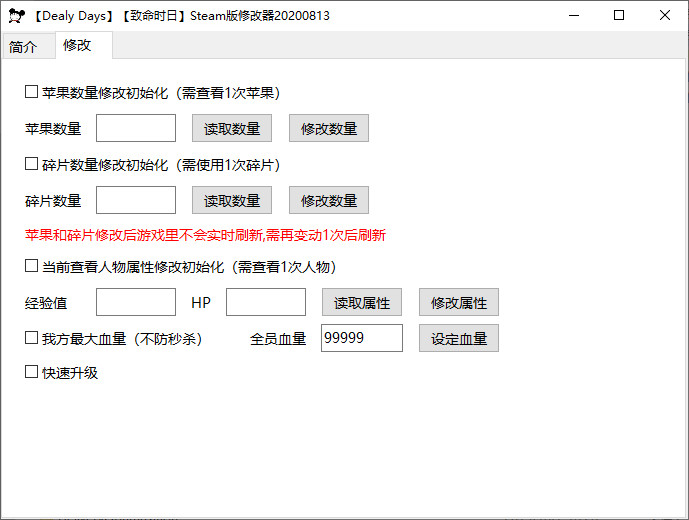 【Dealy Days】【致命时日】Steam版修改器20200813
简介 修改
苹果数量修改初始化（需查看1次苹果）
苹果数量 读取数量 修改数量
碎片数量修改初始化（需使用1次碎片）
碎片数量 读取数量 修改数量
苹果和碎片修改后游戏里不会实时刷新,需再变动1次后刷新
当前查看人物属性修改初始化（需查看1次人物）
经验值 HP 读取属性 修改属性
我方最大血量（不防秒杀） 全员血量 99999 设定血量
快速升级